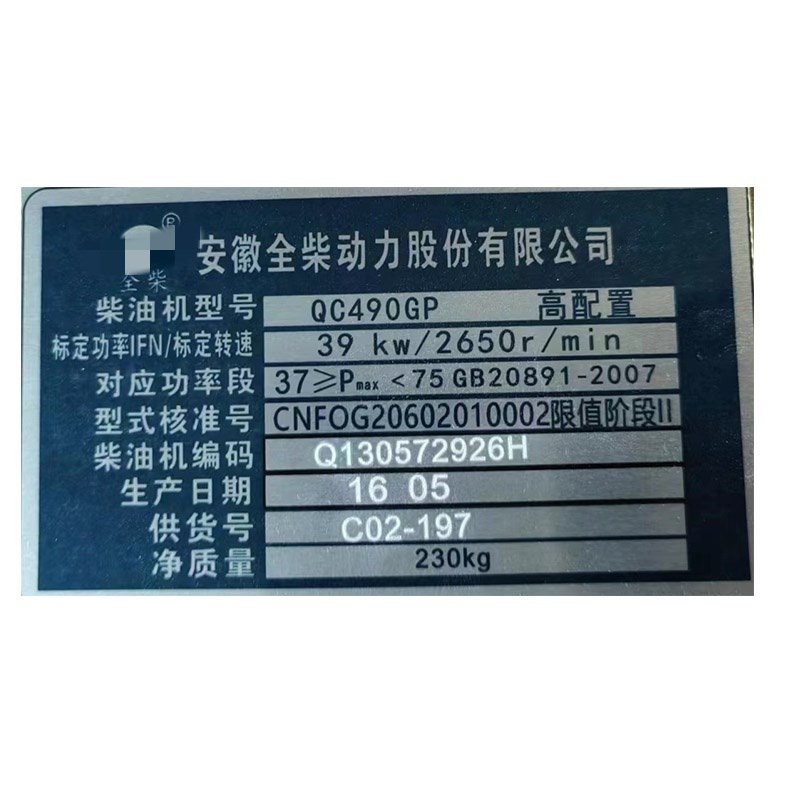 ®
全柴
安徽全柴动力股份有限公司
柴油机型号 QC490GP 高配置
标定功率IFN/标定转速 39 kw/2650r/min
对应功率段 37≥Pmax<75 GB20891-2007
型式核准号 CNFOG20602010002限值阶段II
柴油机编码 Q130572926H
生产日期 16 05
供货号 C02-197
净质量 230kg